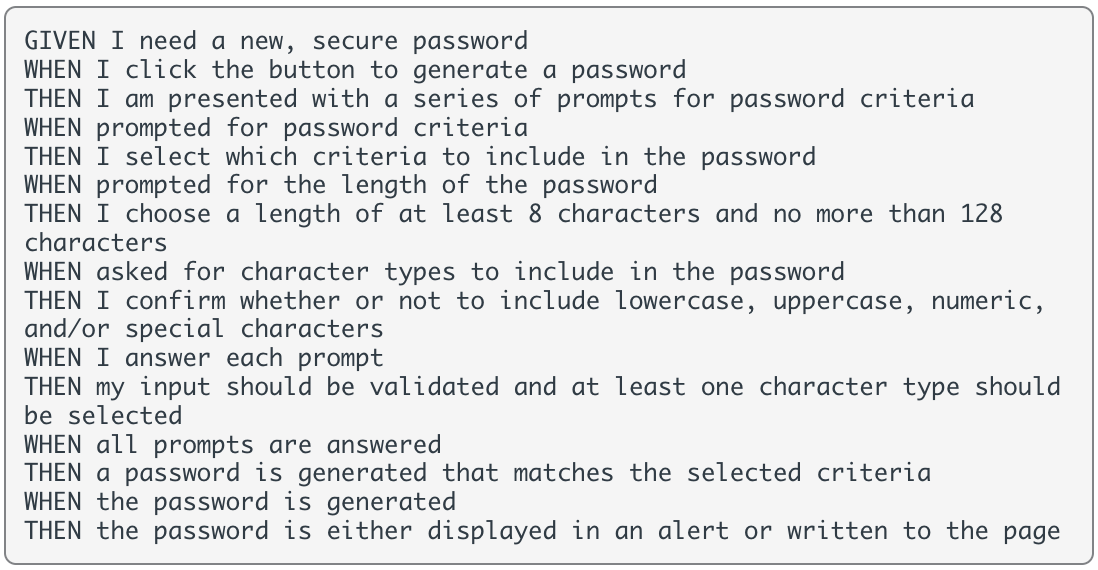 GIVEN I need a new, secure password
WHEN I click the button to generate a password
THEN I am presented with a series of prompts for password criteria
WHEN prompted for password criteria
THEN I select which criteria to include in the password
WHEN prompted for the length of the password
THEN I choose a length of at least 8 characters and no more than 128
characters
WHEN asked for character types to include in the password
THEN I confirm whether or not to include lowercase, uppercase, numeric,
and/or special characters
WHEN I answer each prompt
THEN my input should be validated and at least one character type should
be selected
WHEN all prompts are answered
THEN a password is generated that matches the selected criteria
WHEN the password is generated
THEN the password is either displayed in an alert or written to the page